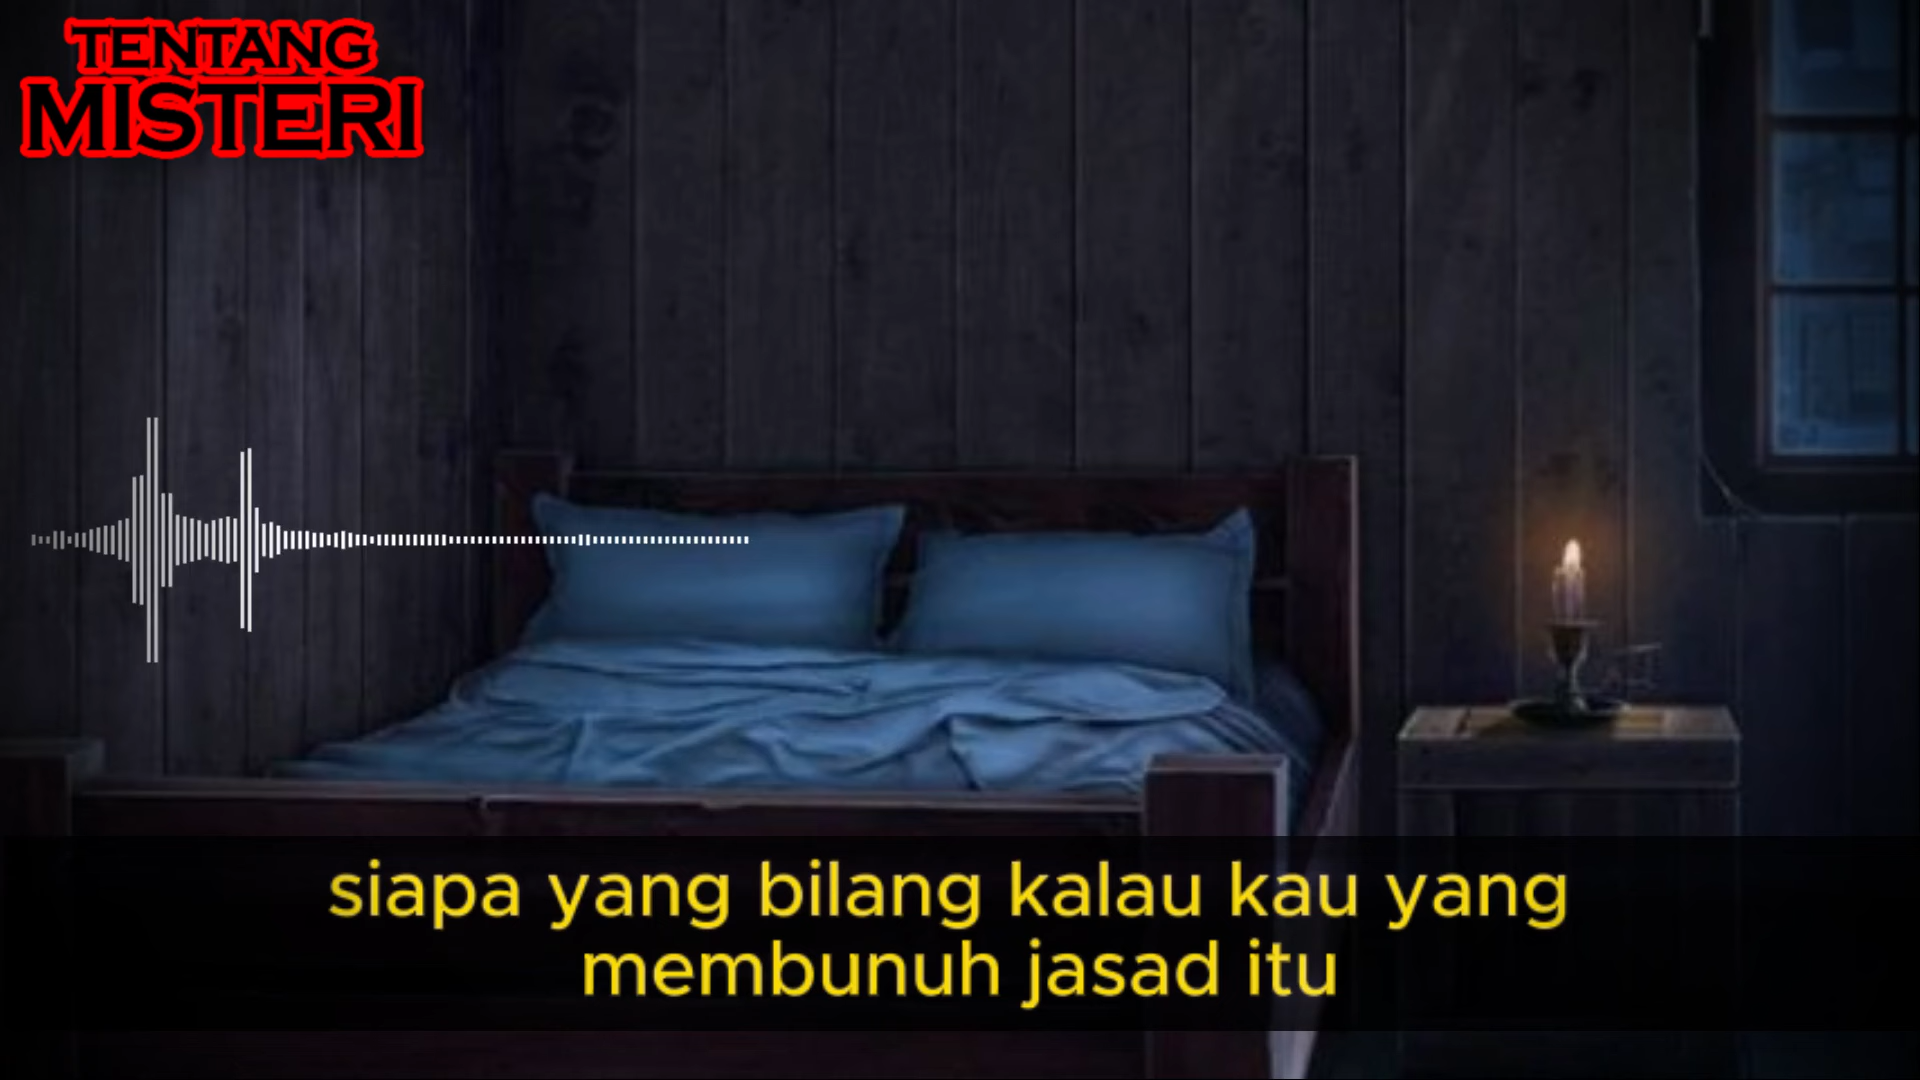 TENTANG
MISTERI
siapa yang bilang kalau kau yang
membunuh jasad itu